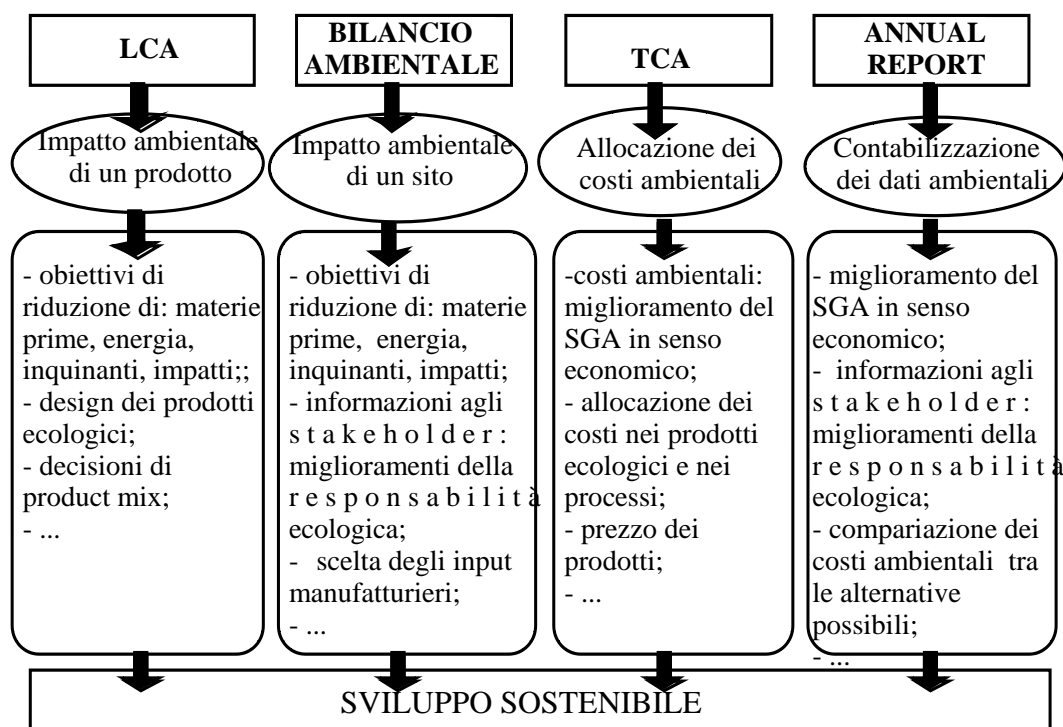 LCA
BILANCIO
AMBIENTALE
TCA
ANNUAL
REPORT
Impatto ambientale
di un prodotto
Impatto ambientale
di un sito
Allocazione dei
costi ambientali
Contabilizzazione
dei dati ambientali
- obiettivi di
riduzione di: materie
prime, energia,
inquinanti, impatti;;
- design dei prodotti
ecologici;
- decisioni di
product mix;
- ...
- obiettivi di
riduzione di: materie
prime, energia,
inquinanti, impatti;
- informazioni agli
stakeholder:
miglioramenti della
responsabilità
ecologica;
- scelta degli input
manufatturieri;
- ...
-costi ambientali:
miglioramento del
SGA in senso
economico;
- allocazione dei
costi nei prodotti
ecologici e nei
processi;
- prezzo dei
prodotti;
- ...
- miglioramento del
SGA in senso
economico;
- informazioni agli
stakeholder:
miglioramenti della
responsabilità
ecologica;
- compariazione dei
costi ambientali tra
le alternative
possibili;
- ...
SVILUPPO SOSTENIBILE